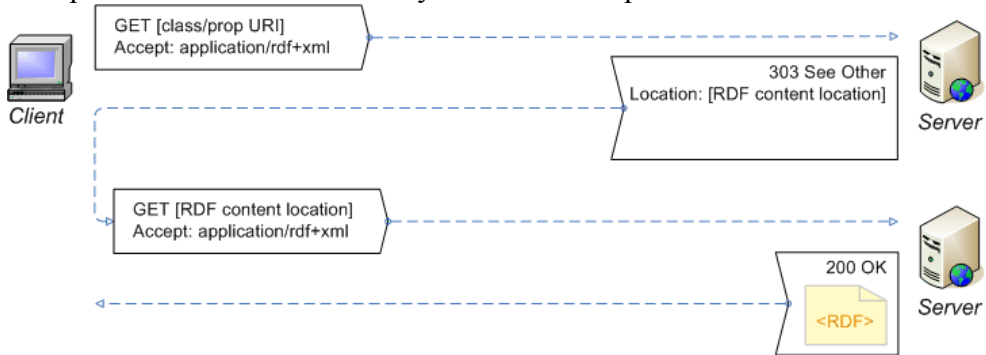 GET [class/prop URI]
Accept: application/rdf+xml
Client
303 See Other
Location: [RDF content location]
Server
GET [RDF content location]
Accept: application/rdf+xml
200 OK
<RDF>
Server